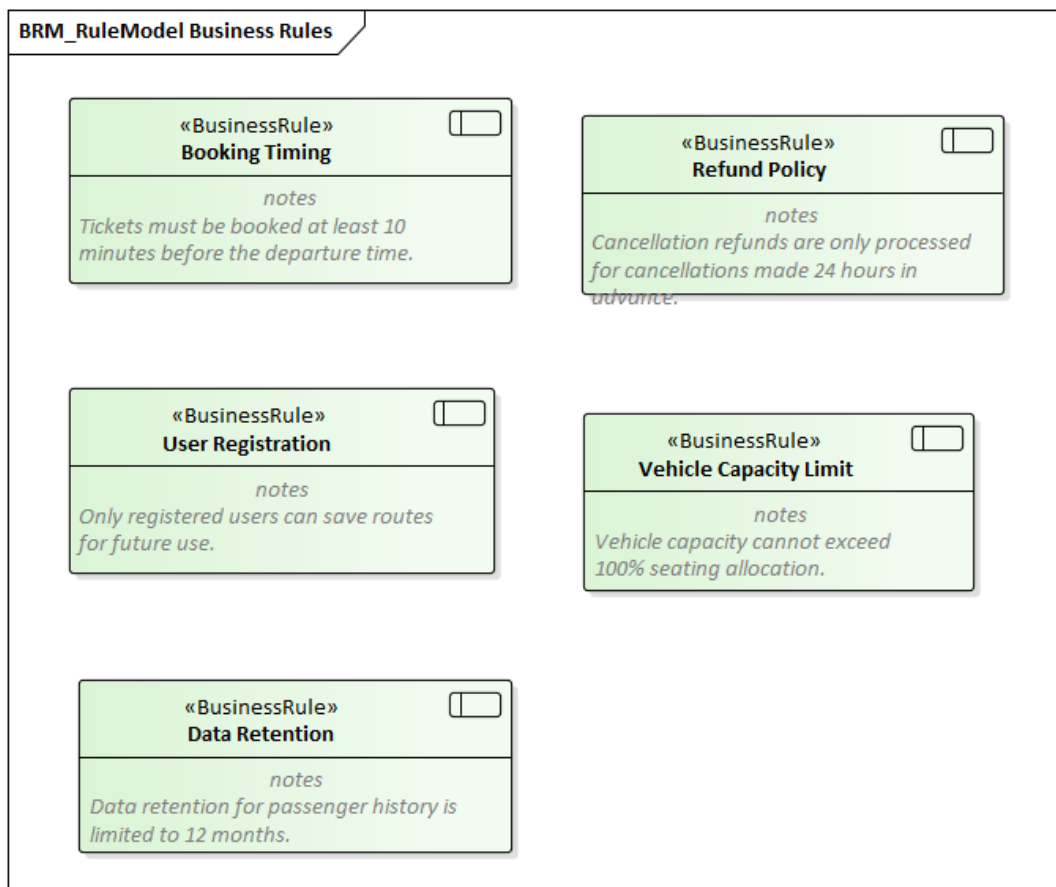 BRM_RuleModel Business Rules
«BusinessRule»
Booking Timing
notes
Tickets must be booked at least 10
minutes before the departure time.
«BusinessRule»
Refund Policy
notes
Cancellation refunds are only processed
for cancellations made 24 hours in
advance.
«BusinessRule»
User Registration
notes
Only registered users can save routes
for future use.
«BusinessRule»
Vehicle Capacity Limit
notes
Vehicle capacity cannot exceed
100% seating allocation.
«BusinessRule»
Data Retention
notes
Data retention for passenger history is
limited to 12 months.